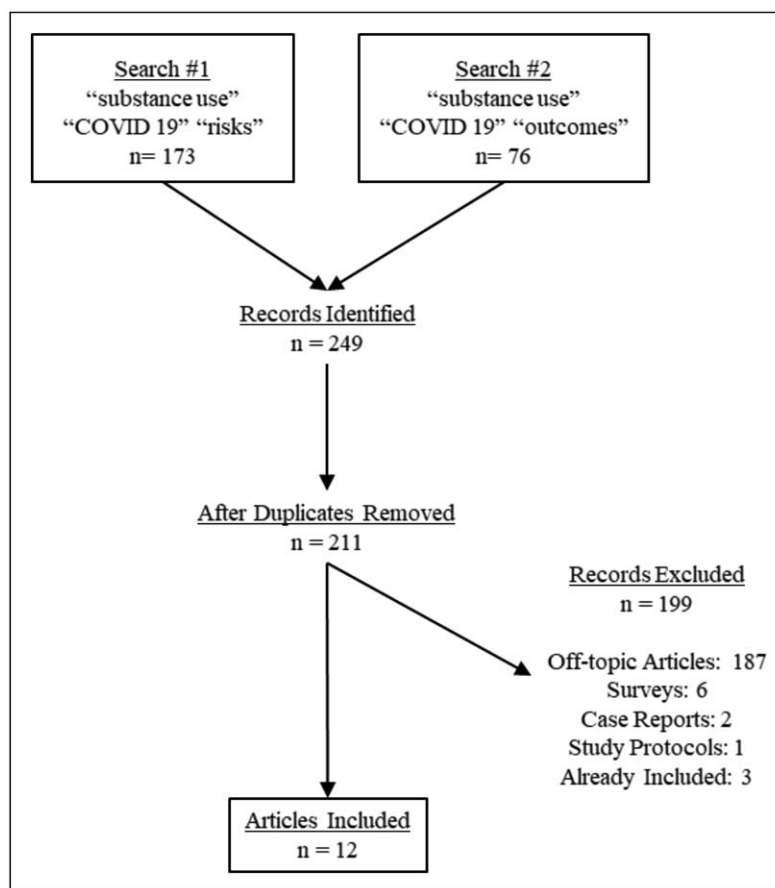 Search #1
“substance use”
“COVID 19” “risks”
n= 173
Search #2
“substance use”
“COVID 19” “outcomes”
n= 76
Records Identified
n = 249
After Duplicates Removed
n = 211
Records Excluded
n = 199
Off-topic Articles: 187
Surveys: 6
Case Reports: 2
Study Protocols: 1
Already Included: 3
Articles Included
n = 12